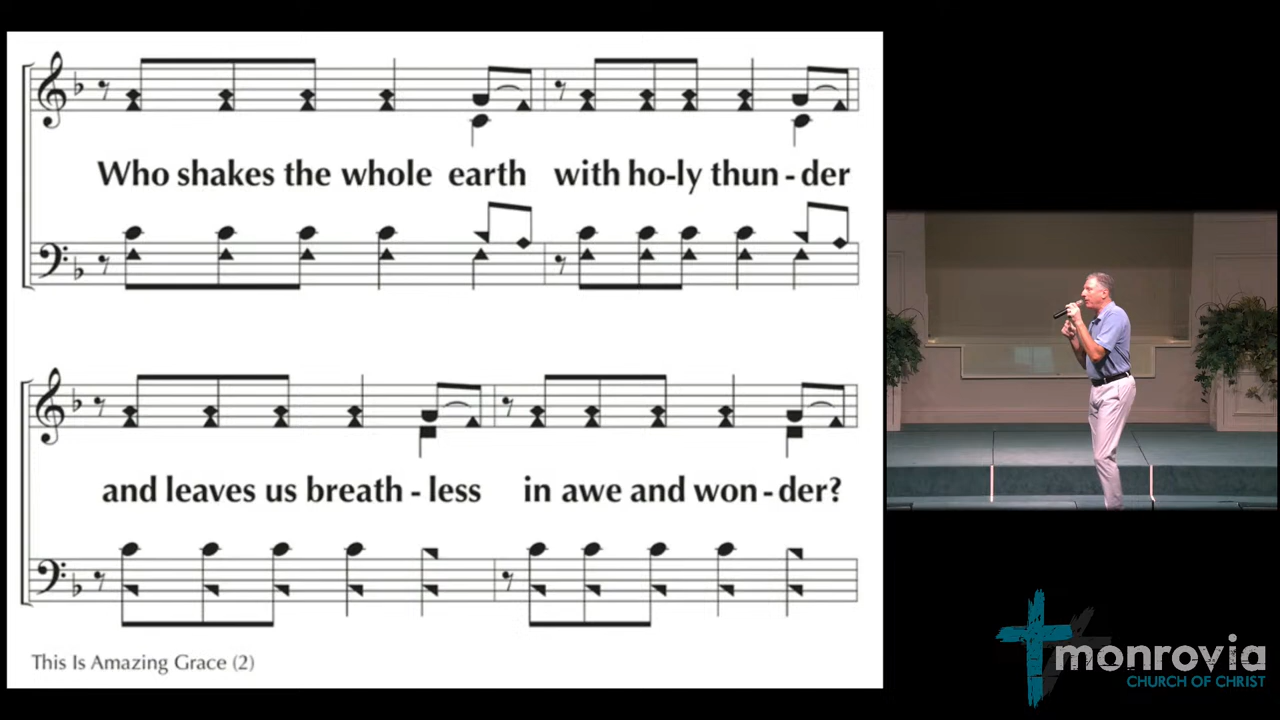 Who shakes the whole earth with ho-ly thun - der
and leaves us breath - less in awe and won - der?
This Is Amazing Grace (2)
monrovia
CHURCH OF CHRIST